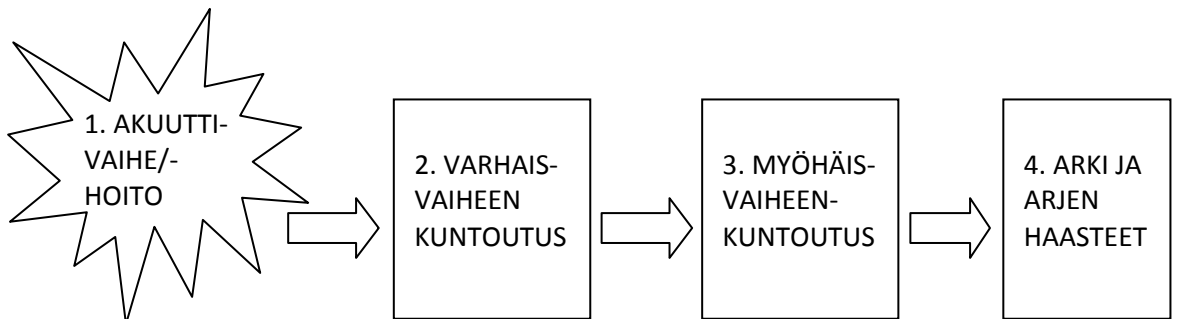 1. AKUUTTI-
VAIHE/-
HOITO
2. VARHAIS-
VAIHEEN
KUNTOUTUS
3. MYÖHÄIS-
VAIHEEN-
KUNTOUTUS
4. ARKI JA
ARJEN
HAASTEET